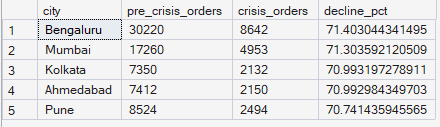 city pre_crisis_orders crisis_orders decline_pct
1 Bengaluru 30220 8642 71.403044341495
2 Mumbai 17260 4953 71.303592120509
3 Kolkata 7350 2132 70.993197278911
4 Ahmedabad 7412 2150 70.992984349703
5 Pune 8524 2494 70.741435945565